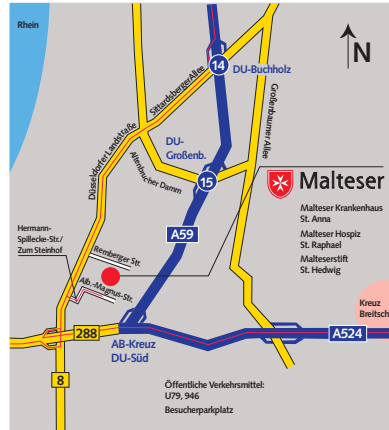 Rhein
14
DU-Buchholz
N
Sittardsberger Allee
Großenbaumer Allee
Düsseldorfer Landstaße
DU-
Großenb.
Altenbrucher Damm
15
Malteser
Malteser Krankenhaus
St. Anna
Malteser Hospiz
St. Raphael
Malteserstift
St. Hedwig
Hermann-
Spillecke-Str./
Zum Steinhof
Remberger Str.
A59
Alb.-Magnus-Str.
Kreuz
Breitsch
288
AB-Kreuz
DU-Süd
A524
8
Öffentliche Verkehrsmittel:
U79, 946
Besucherparkplatz